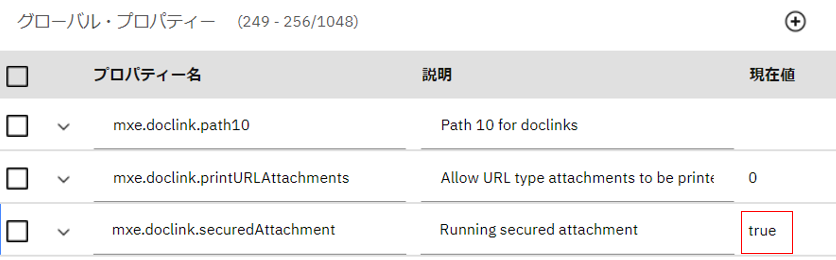 グローバル・プロパティー (249 - 256/1048)
プロパティー名 説明 現在値
mxe.doclink.path10 Path 10 for doclinks
mxe.doclink.printURLAttachments Allow URL type attachments to be printe 0
mxe.doclink.securedAttachment Running secured attachment true